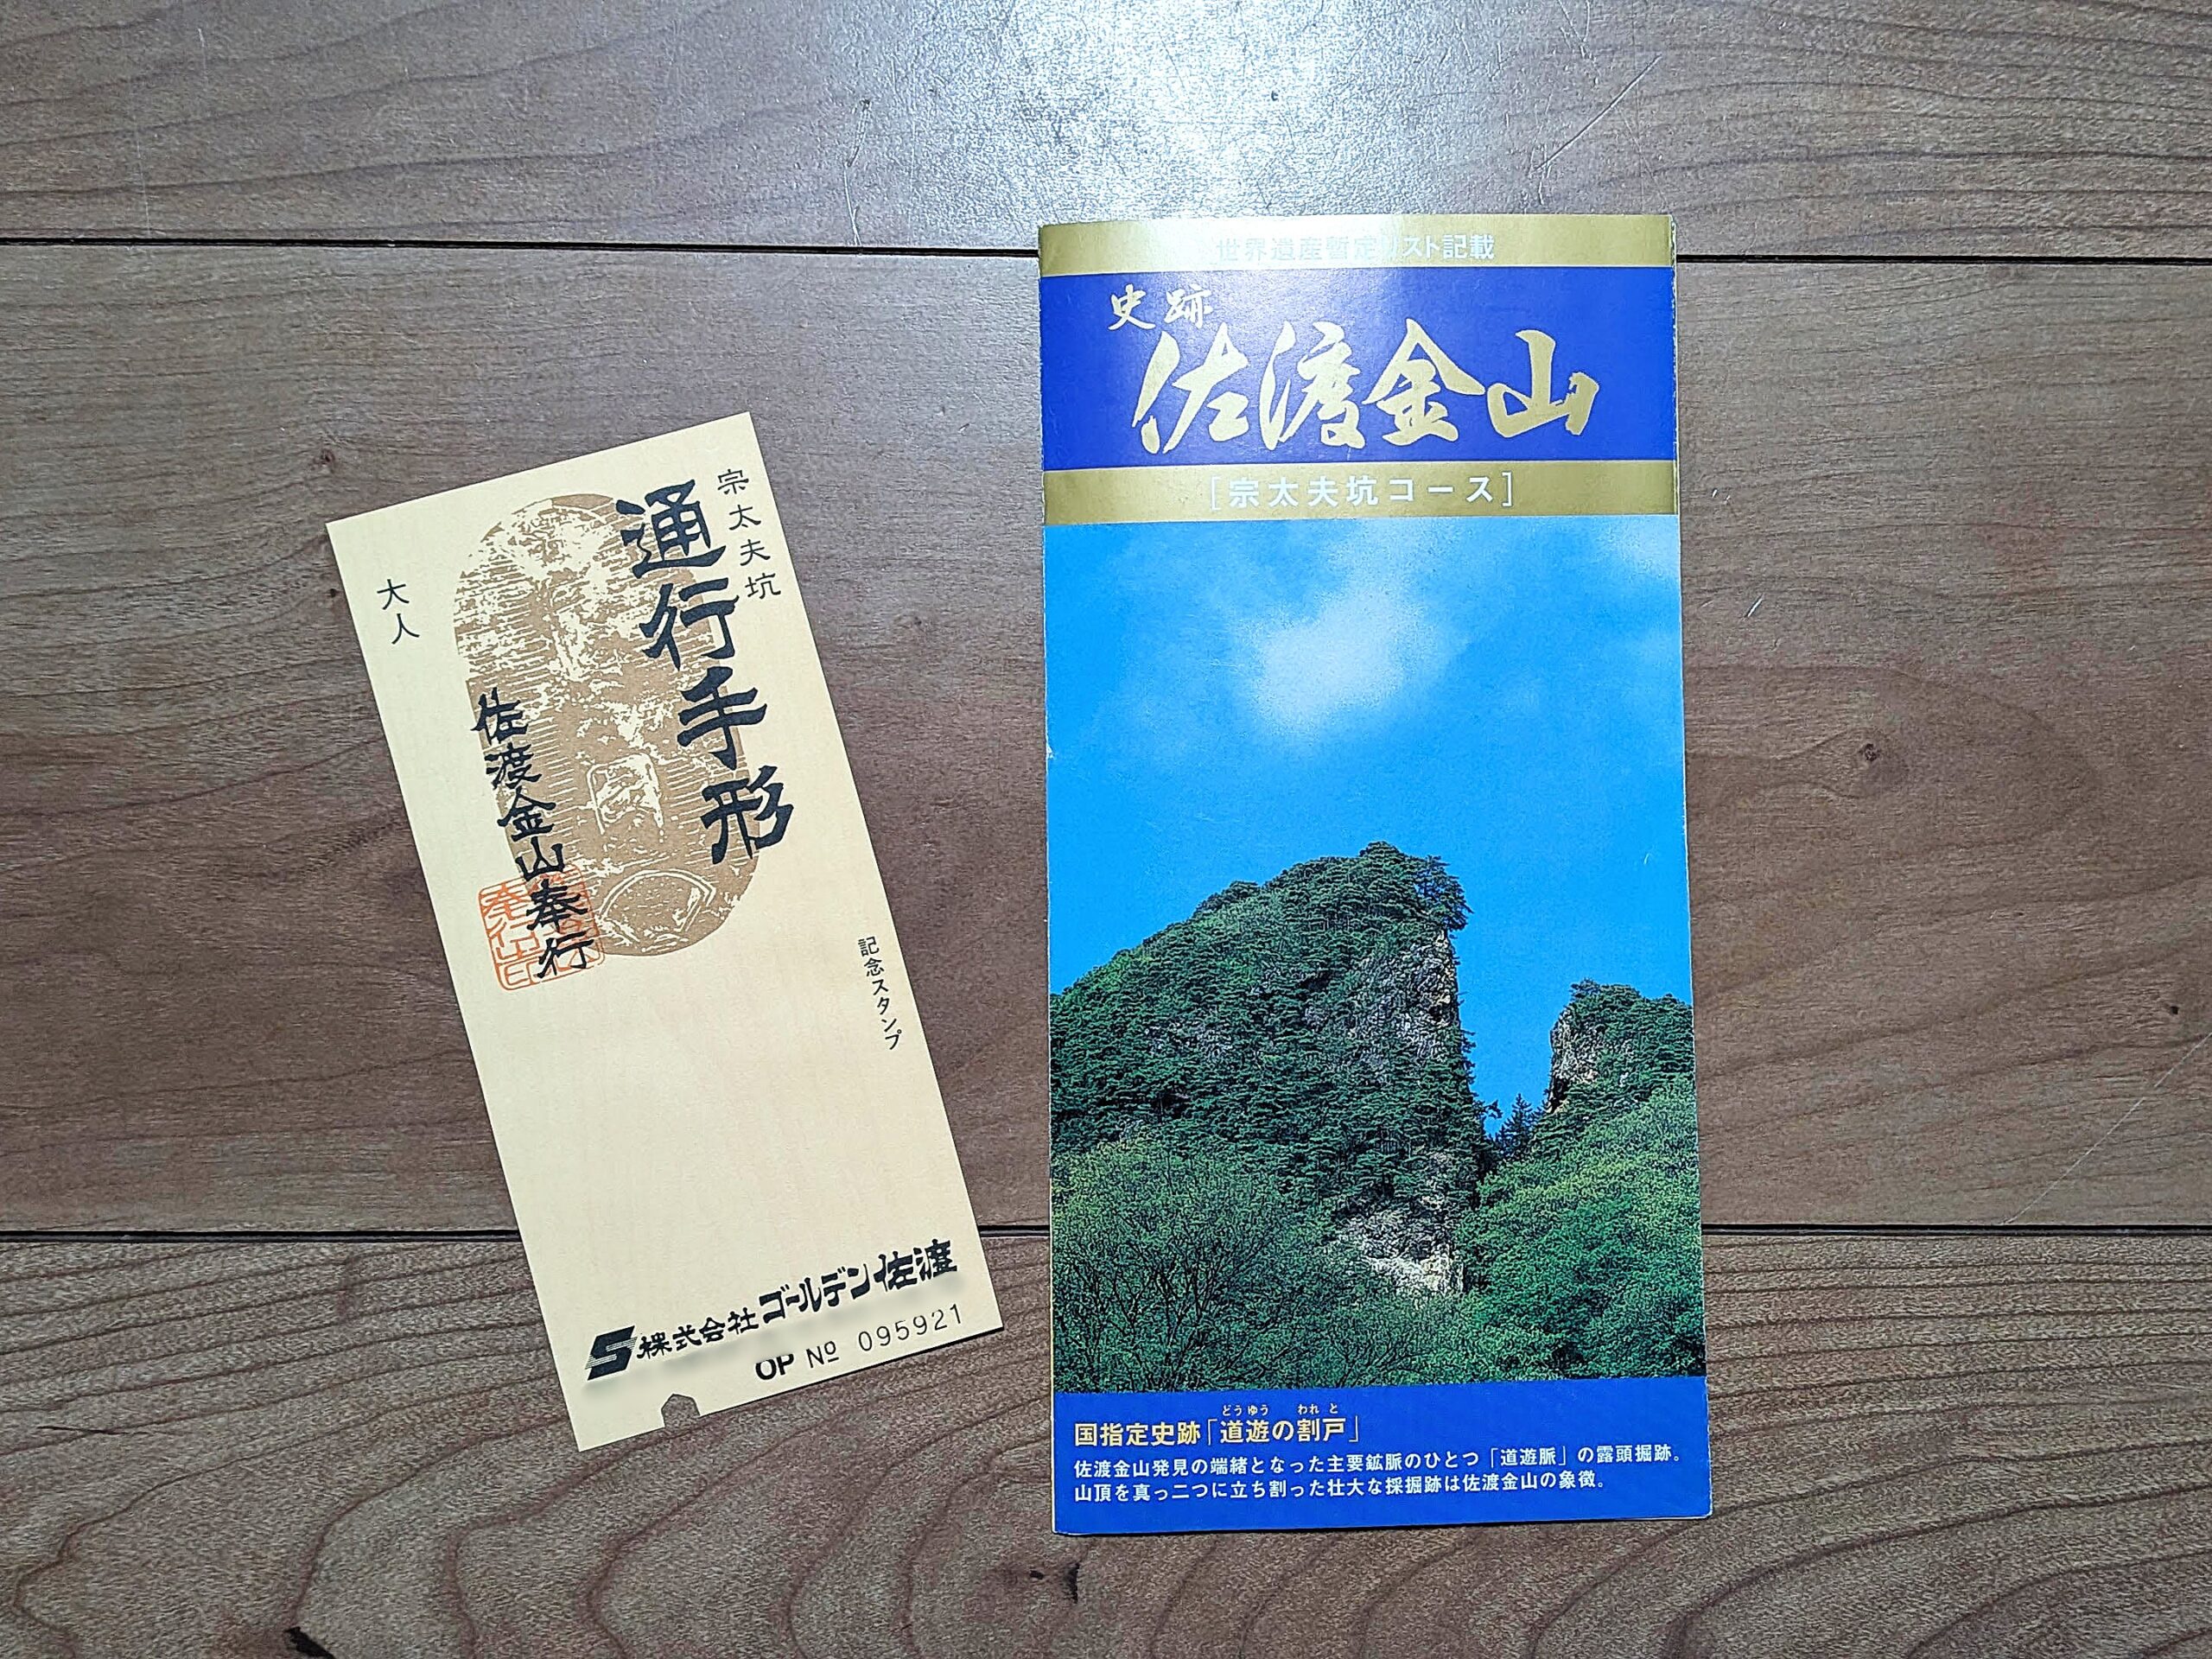 宗太夫坑
通行手形
佐渡金山奉行
大人
記念スタンプ
S株式会社ゴールデン佐渡
OP № 095921
世界遺産暫定リスト記載
史跡
佐渡金山
[宗太夫坑コース]
どうゆう われと
国指定史跡「道遊の割戸」
佐渡金山発見の端緒となった主要鉱脈のひとつ「道遊脈」の露頭掘跡。
山頂を真っ二つに立ち割った壮大な採掘跡は佐渡金山の象徴。